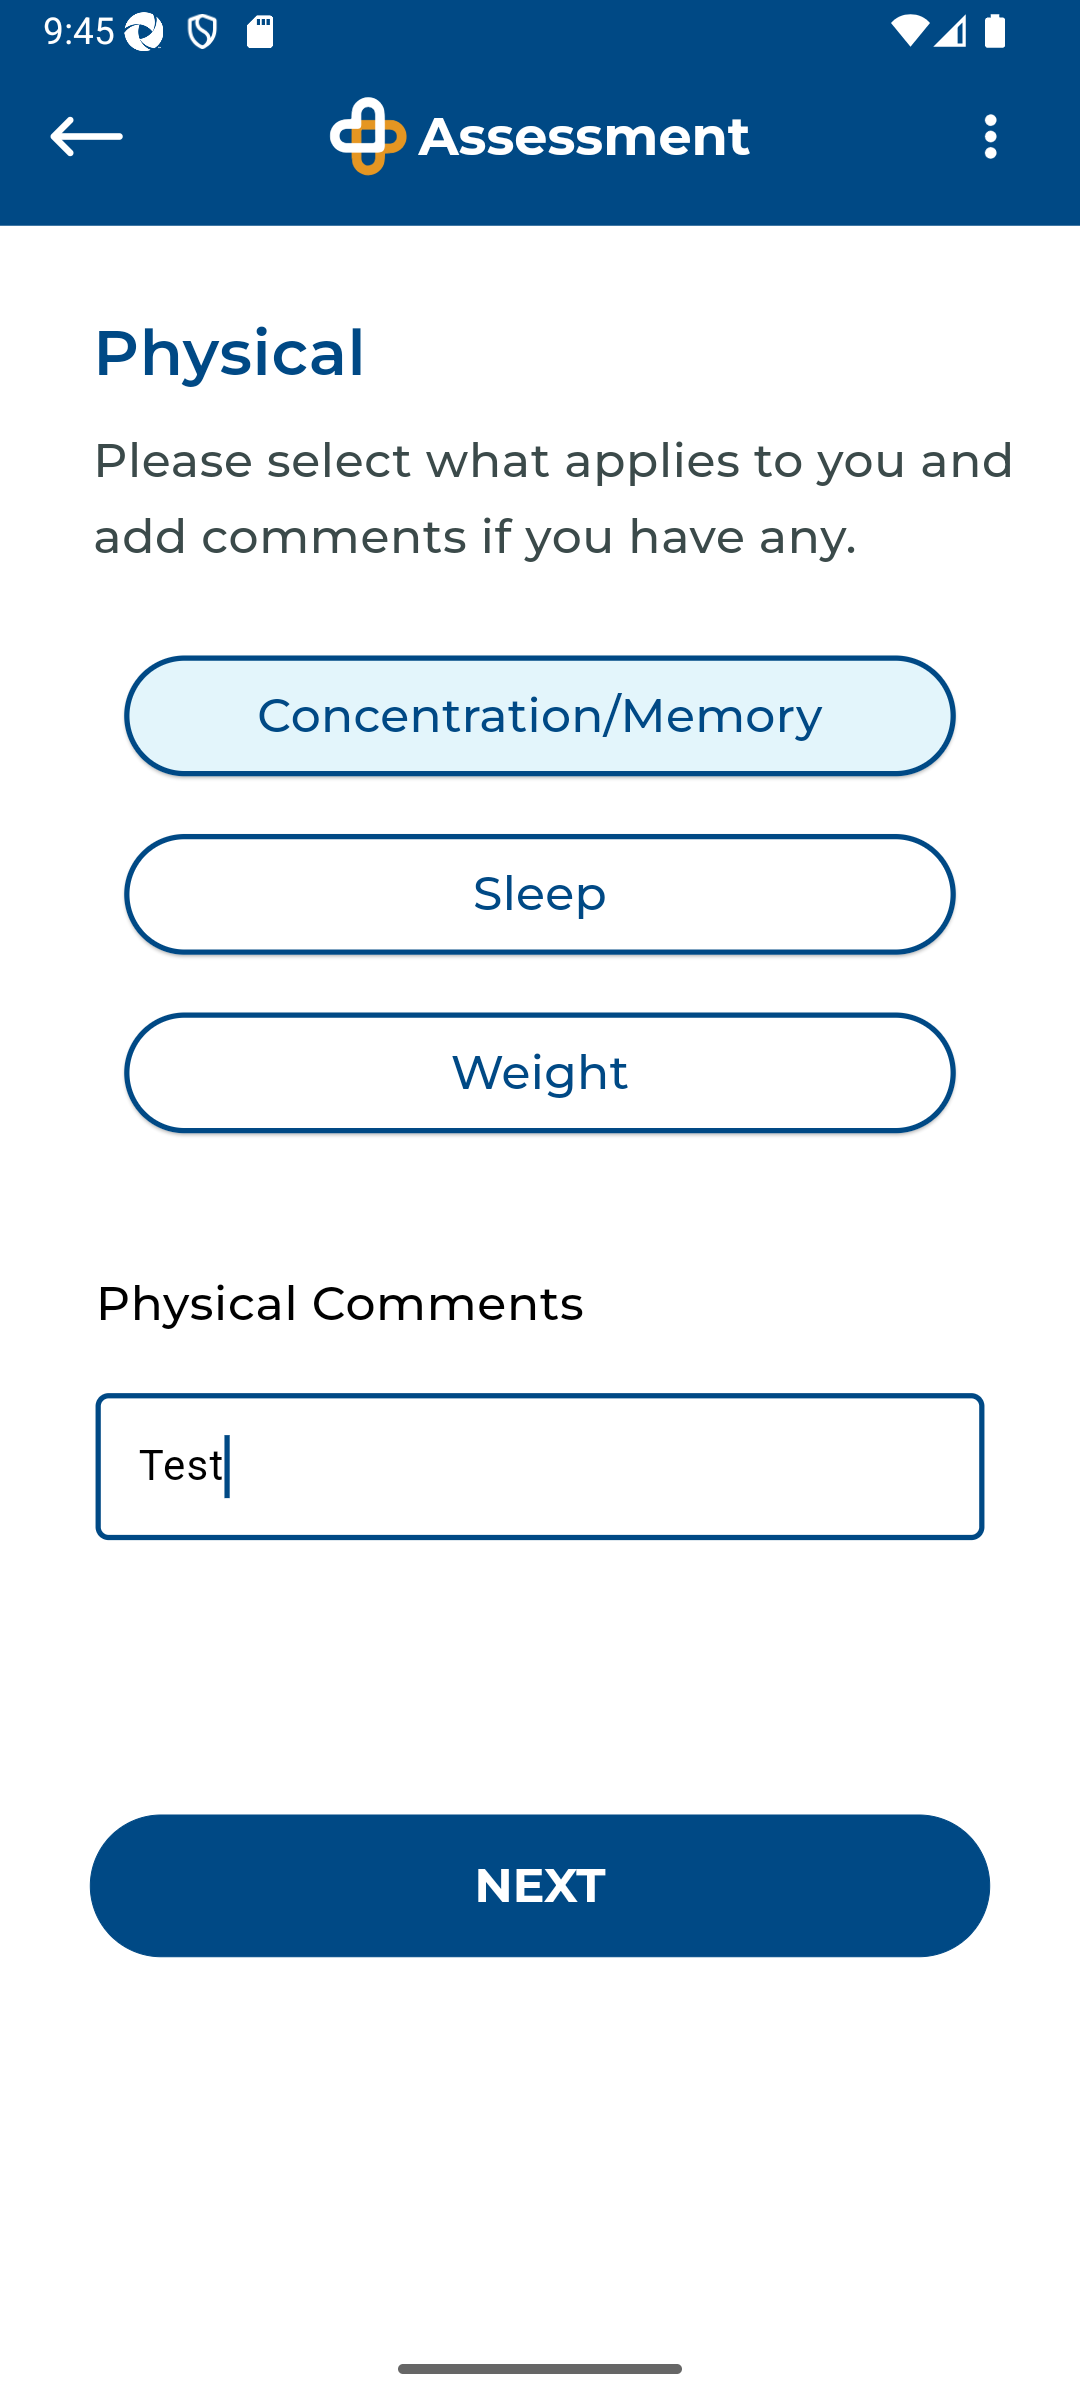 9:45
Assessment
Physical
Please select what applies to you and
add comments if you have any.
Concentration/Memory
Sleep
Weight
Physical Comments
Test
NEXT